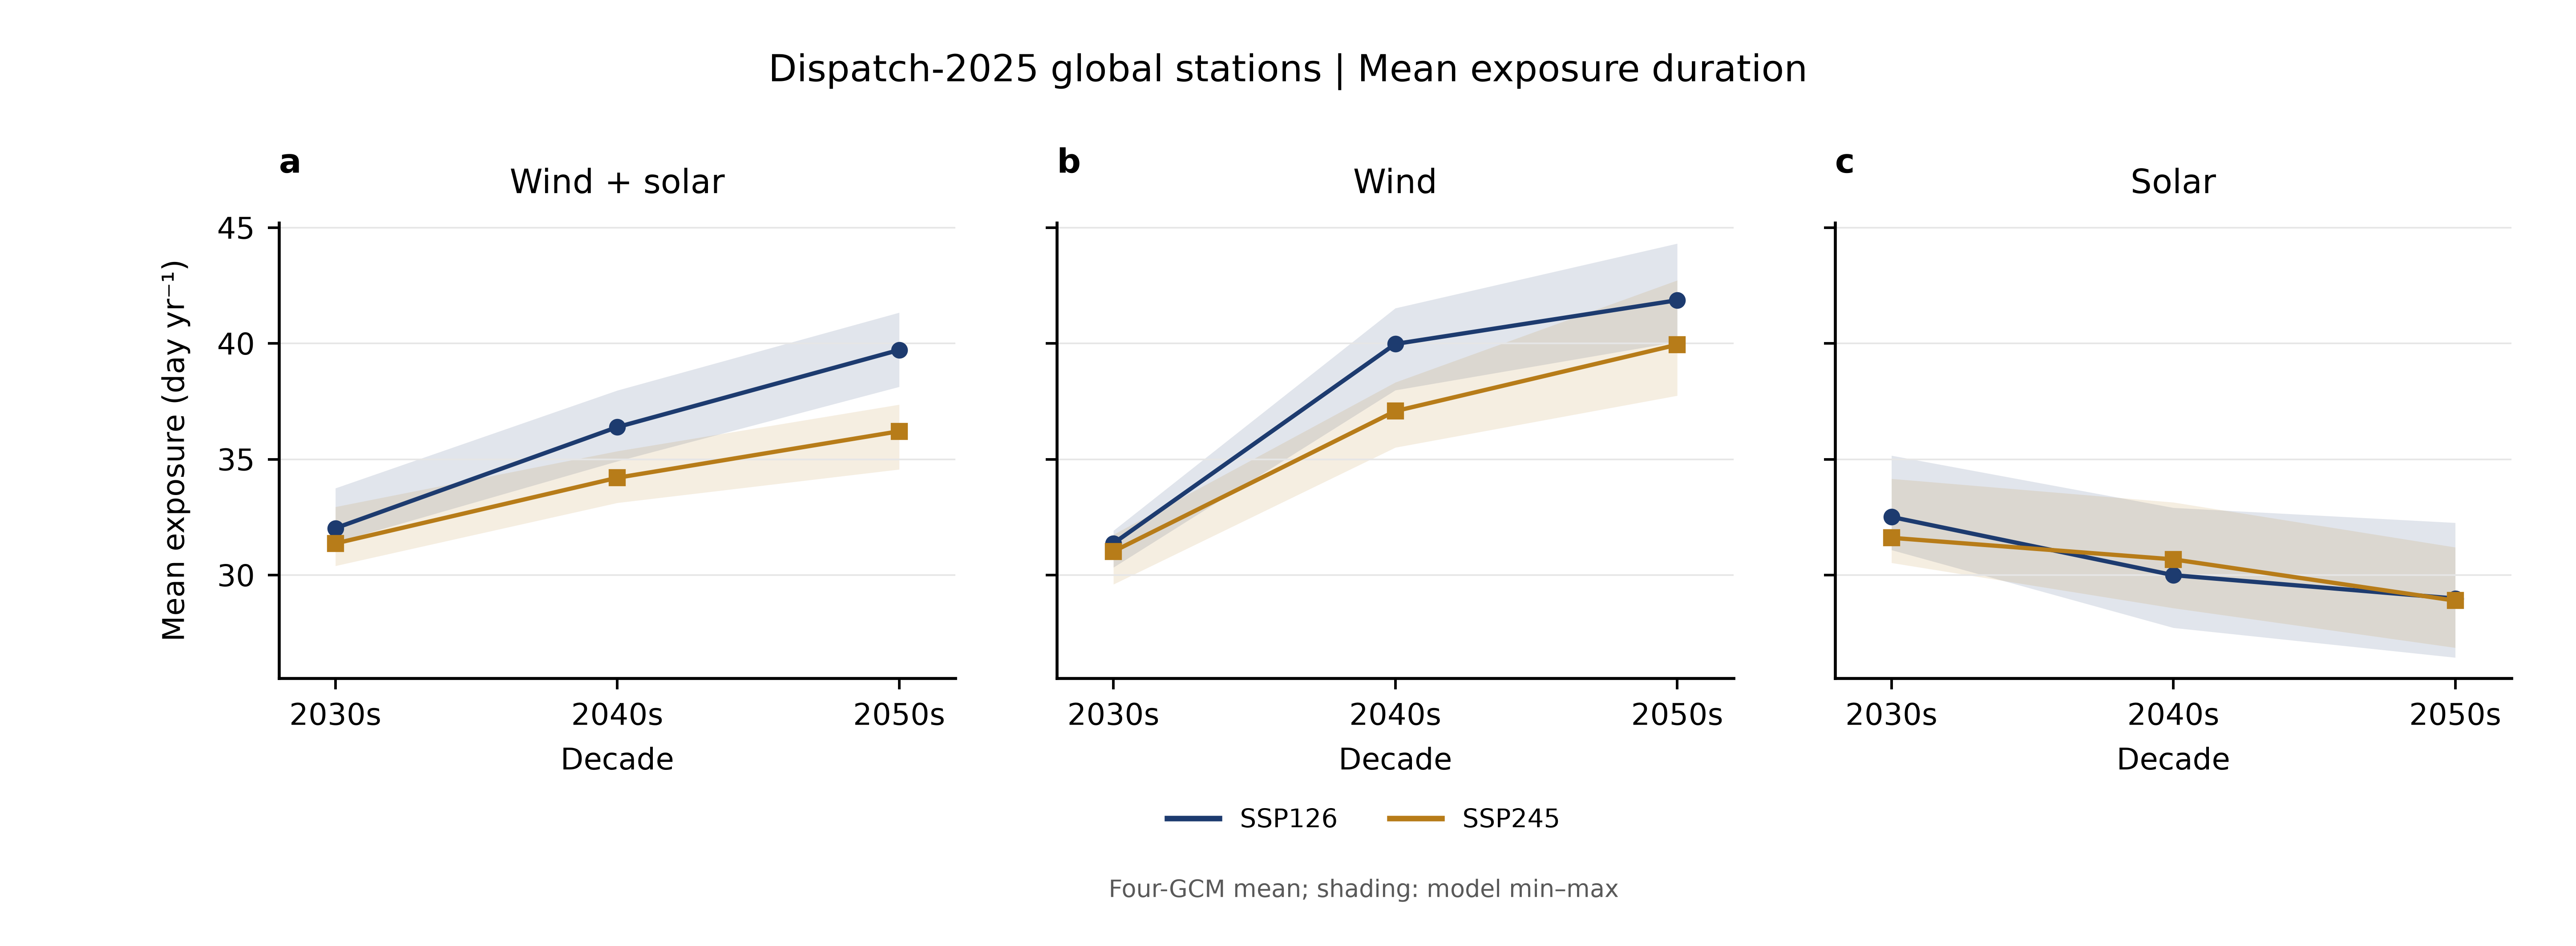 Dispatch-2025 global stations | Mean exposure duration
a
Wind + solar
Mean exposure (day yr⁻¹)
45
40
35
30
2030s 2040s 2050s
Decade
b
Wind
2030s 2040s 2050s
Decade
c
Solar
2030s 2040s 2050s
Decade
SSP126 SSP245
Four-GCM mean; shading: model min–max